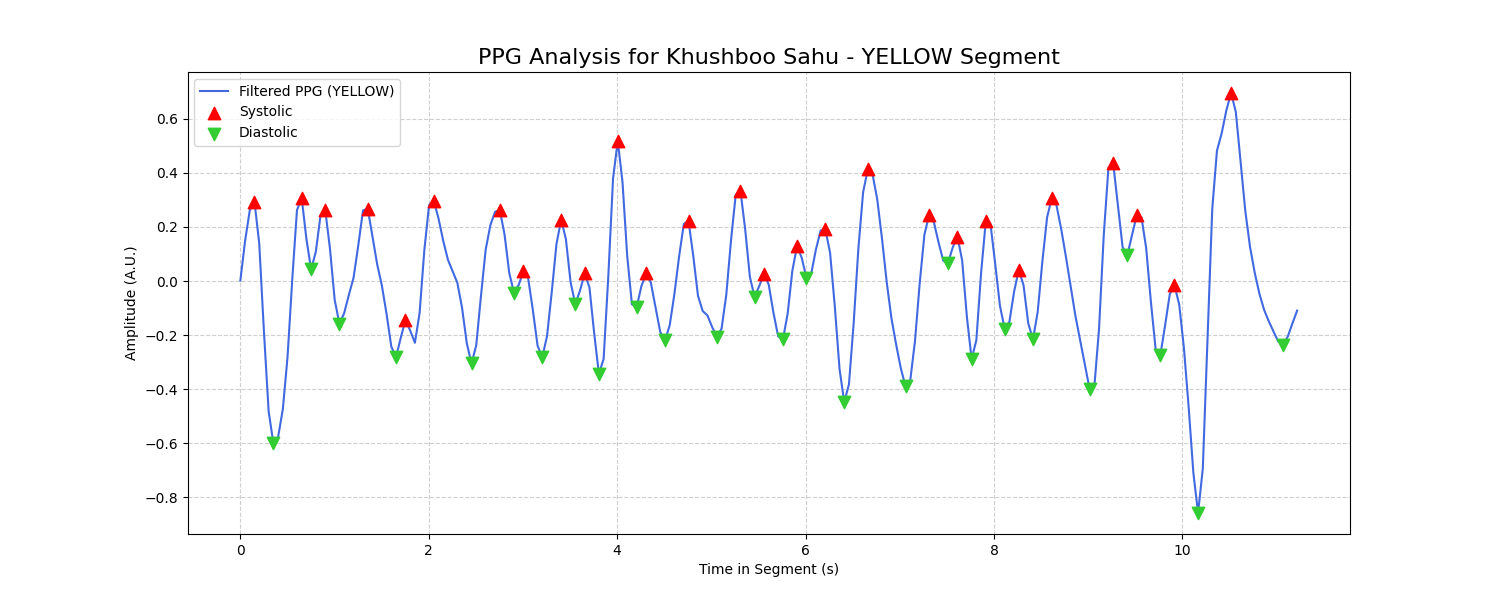 PPG Analysis for Khushboo Sahu - YELLOW Segment
Filtered PPG (YELLOW)
Systolic
Diastolic
Amplitude (A.U.)
0.6
0.4
0.2
0.0
−0.2
−0.4
−0.6
−0.8
0 2 4 6 8 10
Time in Segment (s)